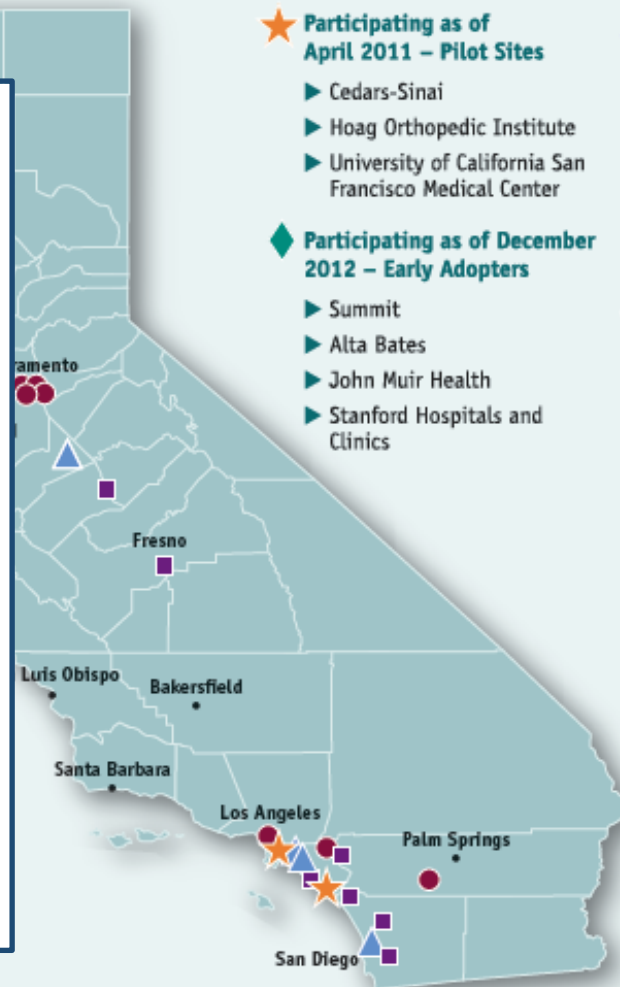 Participating as of
April 2011 – Pilot Sites
Cedars-Sinai
Hoag Orthopedic Institute
University of California San
Francisco Medical Center
Participating as of December
2012 – Early Adopters
Summit
Alta Bates
John Muir Health
Stanford Hospitals and
Clinics
ramento
Fresno
Luis Obispo
Bakersfield
Santa Barbara
Los Angeles
Palm Springs
San Diego